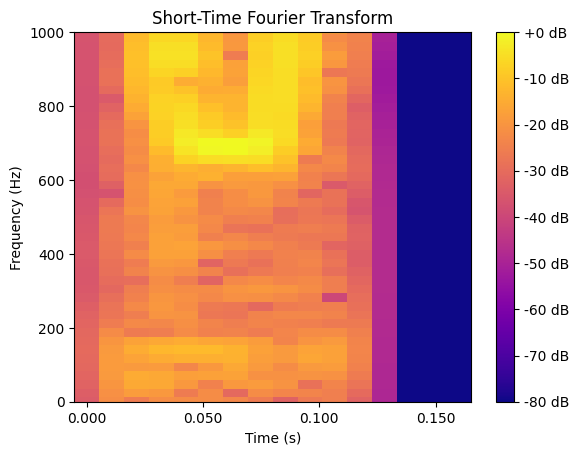 Short-Time Fourier Transform
1000
800
600
400
200
0
Frequency (Hz)
0.000
0.050
0.100
0.150
Time (s)
+0 dB
-10 dB
-20 dB
-30 dB
-40 dB
-50 dB
-60 dB
-70 dB
-80 dB